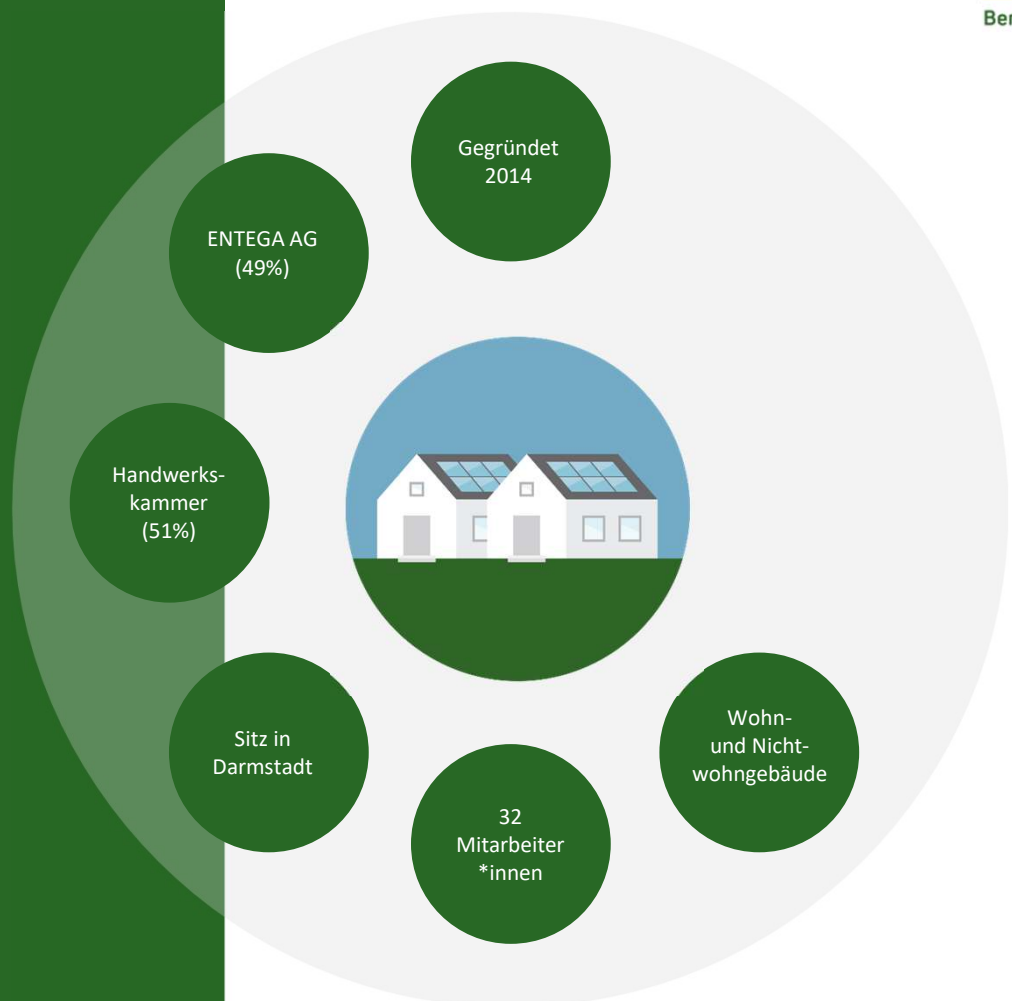 Gegründet
2014
ENTEGA AG
(49%)
Handwerks-
kammer
(51%)
Sitz in
Darmstadt
32
Mitarbeiter
*innen
Wohn-
und Nicht-
wohngebäude